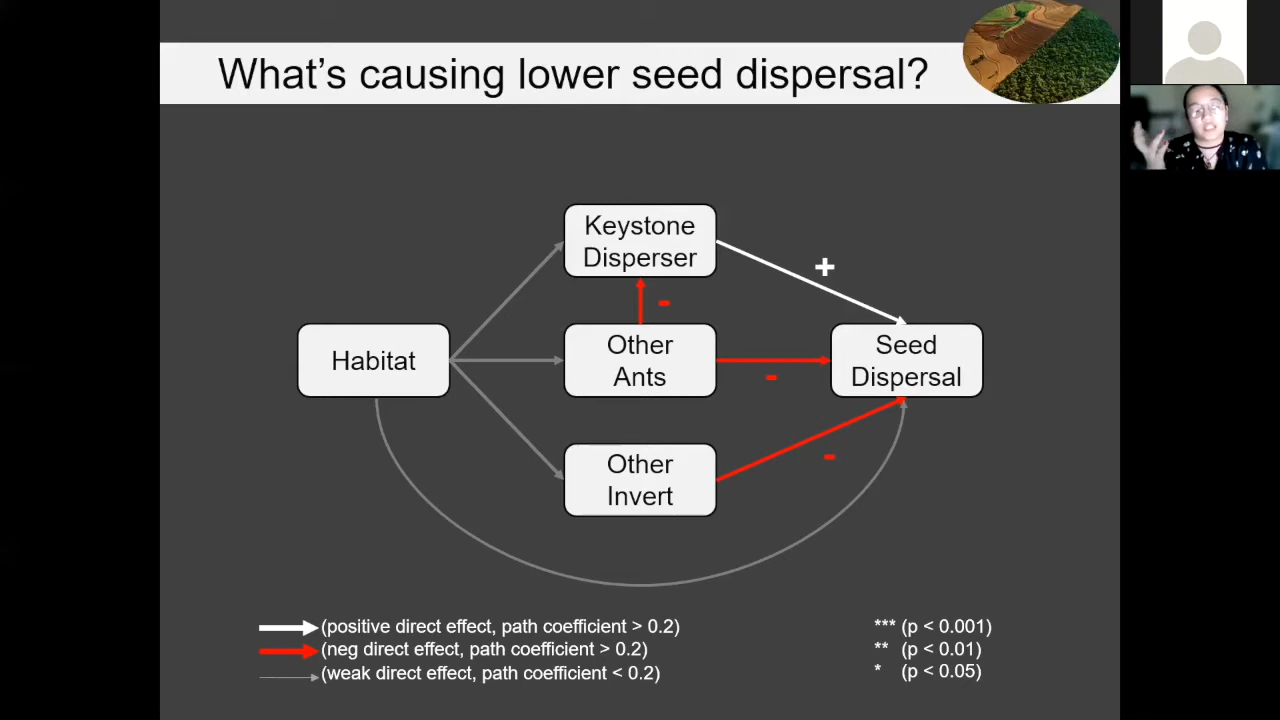 What's causing lower seed dispersal?
Keystone
Disperser
+
-
Habitat
Other
Ants
-
Seed
Dispersal
Other
Invert
-
(positive direct effect, path coefficient > 0.2)
(neg direct effect, path coefficient > 0.2)
(weak direct effect, path coefficient < 0.2)
*** (p < 0.001)
** (p < 0.01)
* (p < 0.05)